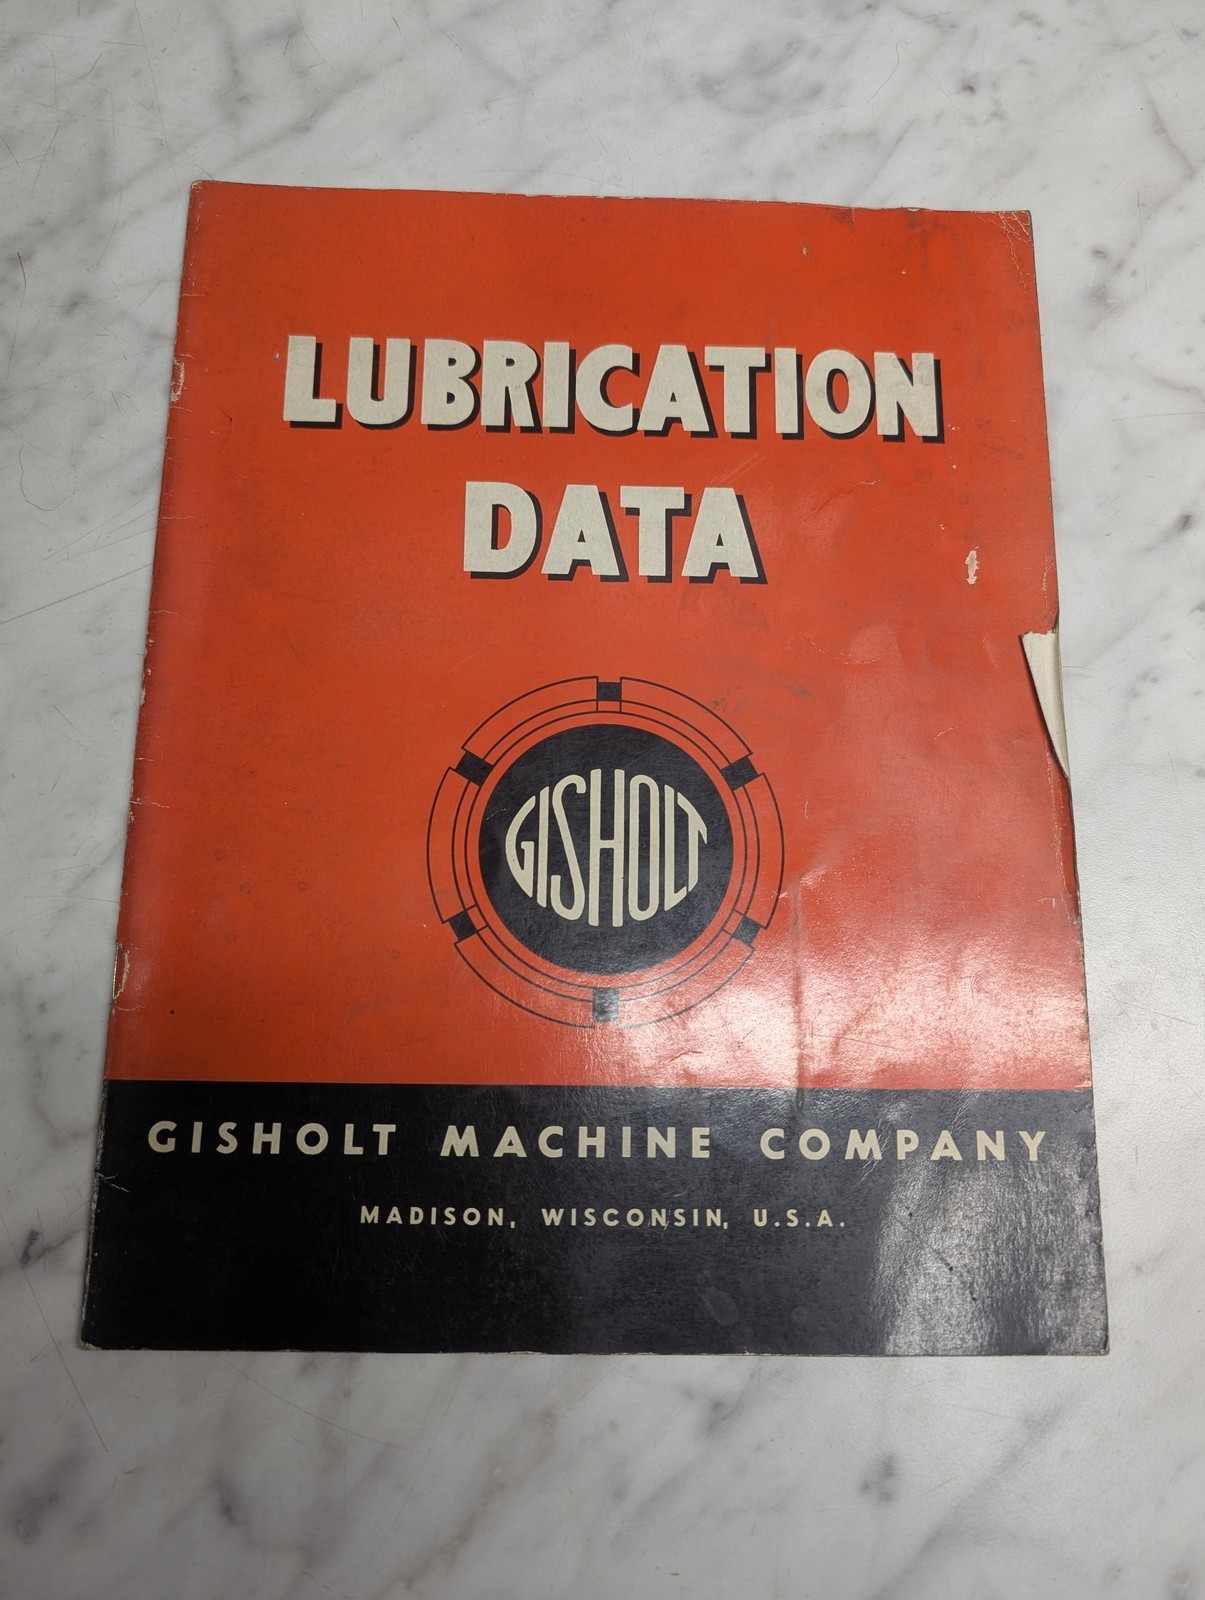 LUBRICATION
DATA
GISHOLT
GISHOLT MACHINE COMPANY
MADISON, WISCONSIN, U.S.A.